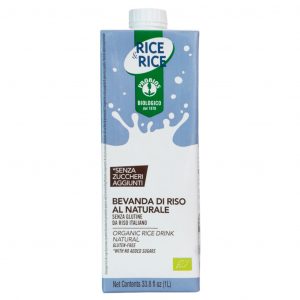 RICE
&
RICE
PROBIOS
BIOLOGICO
dal 1978
*SENZA
ZUCCHERI
AGGIUNTI
BEVANDA DI RISO
AL NATURALE
SENZA GLUTINE
DA RISO ITALIANO
ORGANIC RICE DRINK
NATURAL
GLUTEN-FREE
*WITH NO ADDED SUGARS
Net Contents 33.8 fl oz (1L)